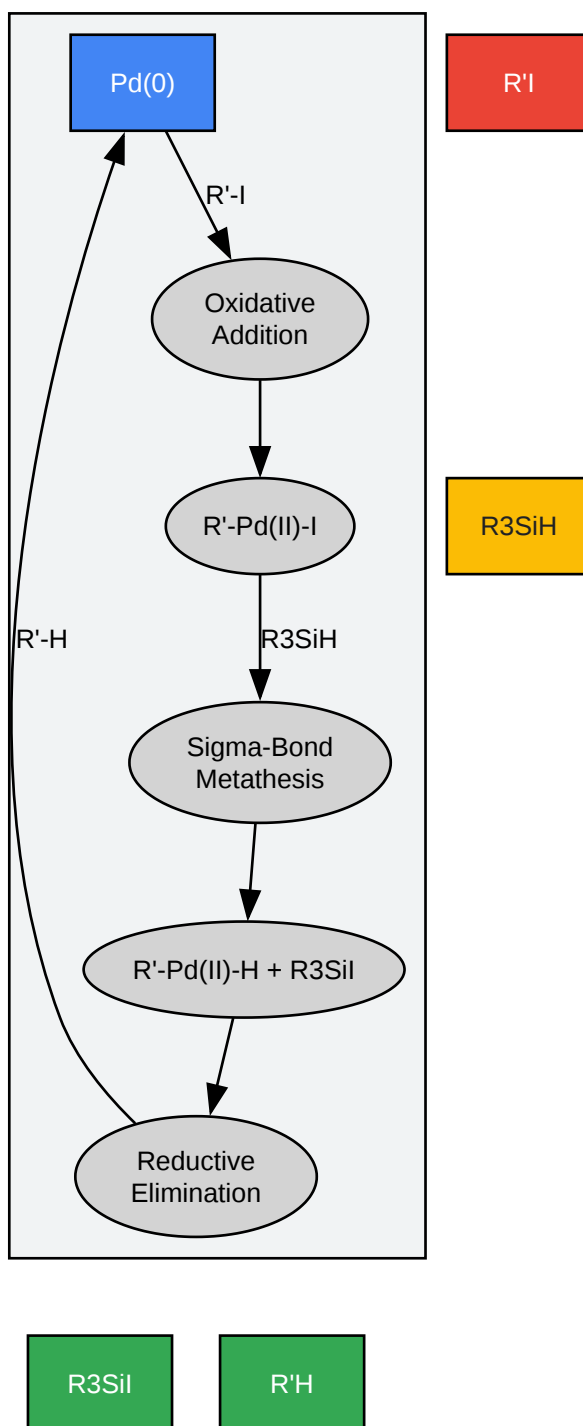 Pd(0)
R'I
R'-I
Oxidative
Addition
R'-Pd(II)-I
R3SiH
R'-H
R3SiH
Sigma-Bond
Metathesis
R'-Pd(II)-H + R3SiI
Reductive
Elimination
R3SiI
R'H